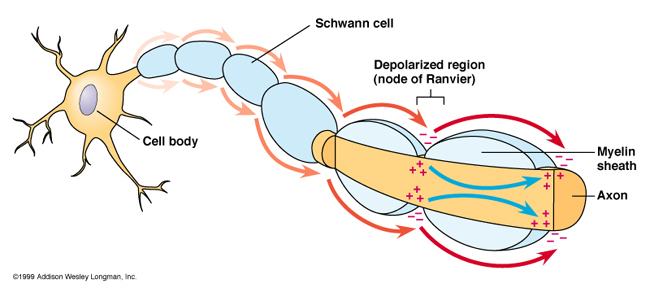 Schwann cell
Depolarized region
(node of Ranvier)
Cell body
Myelin
sheath
Axon
©1999 Addison Wesley Longman, Inc.